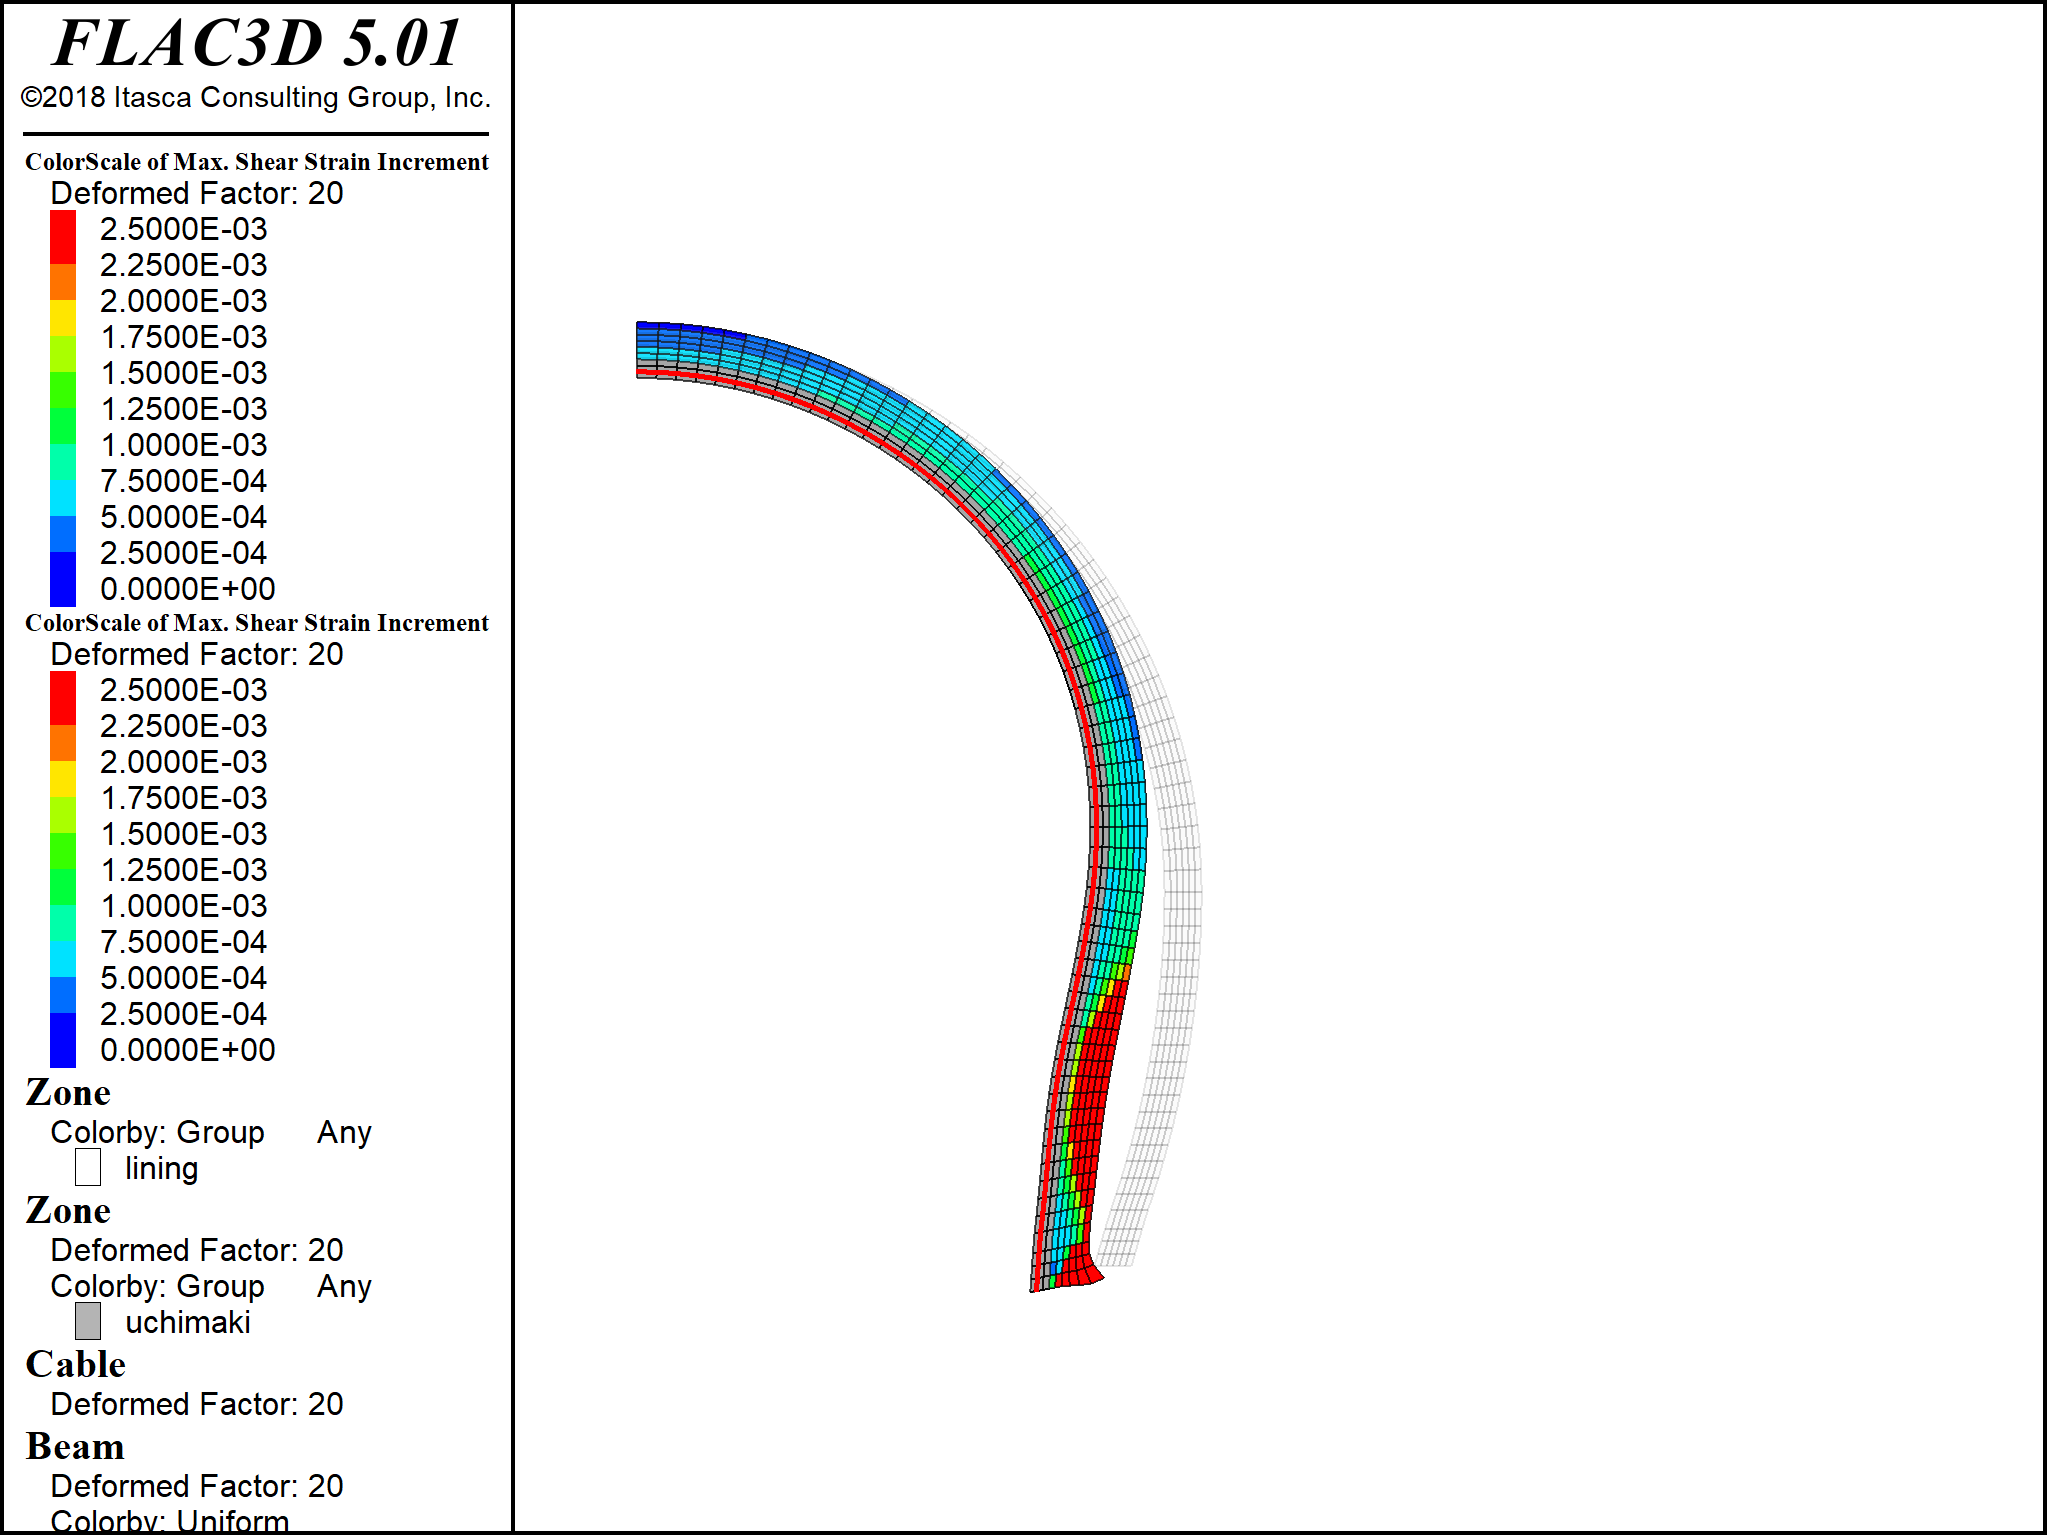 FLAC3D 5.01
©2018 Itasca Consulting Group, Inc.
ColorScale of Max. Shear Strain Increment
Deformed Factor: 20
2.5000E-03
2.2500E-03
2.0000E-03
1.7500E-03
1.5000E-03
1.2500E-03
1.0000E-03
7.5000E-04
5.0000E-04
2.5000E-04
0.0000E+00
ColorScale of Max. Shear Strain Increment
Deformed Factor: 20
2.5000E-03
2.2500E-03
2.0000E-03
1.7500E-03
1.5000E-03
1.2500E-03
1.0000E-03
7.5000E-04
5.0000E-04
2.5000E-04
0.0000E+00
Zone
Colorby: Group Any
lining
Zone
Deformed Factor: 20
Colorby: Group Any
uchimaki
Cable
Deformed Factor: 20
Beam
Deformed Factor: 20
Colorby: Uniform